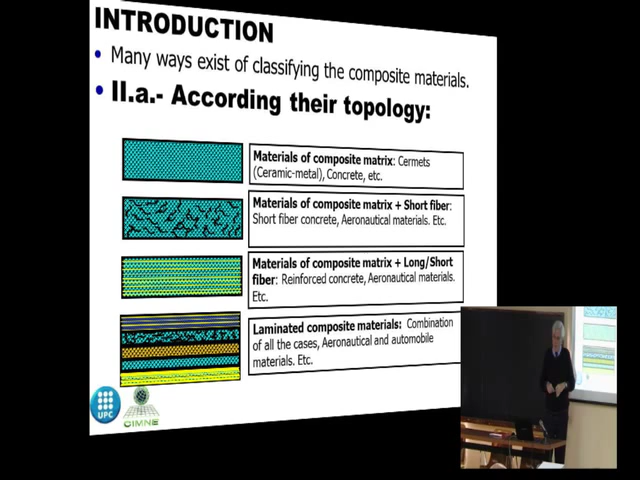 INTRODUCTION
• Many ways exist of classifying the composite materials.
• II.a.- According their topology:
Materials of composite matrix: Cermets
(Ceramic-metal), Concrete, etc.
Materials of composite matrix + Short fiber:
Short fiber concrete, Aeronautical materials. Etc.
Materials of composite matrix + Long/Short
fiber: Reinforced concrete, Aeronautical materials.
Etc.
Laminated composite materials: Combination
of all the cases, Aeronautical and automobile
materials. Etc.
UPC
CIMNE